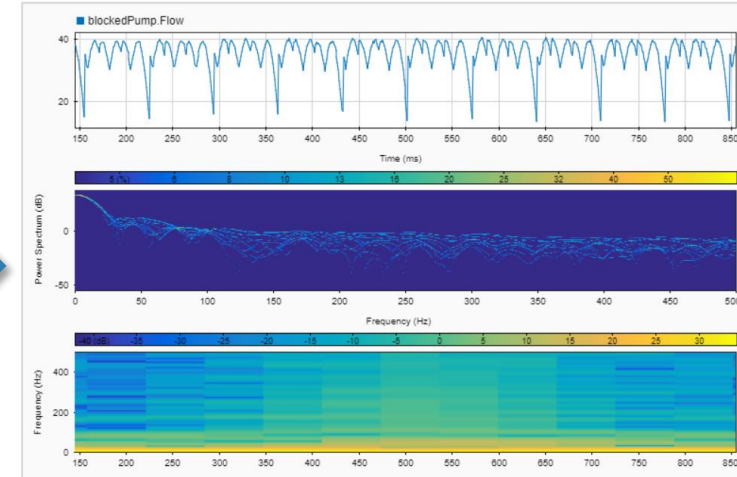 blockedPump.Flow
40
20
150 200 250 300 350 400 450 500 550 600 650 700 750 800 850
Time (ms)
5 (%) 6 8 10 13 16 20 25 32 40 50
Power Spectrum (dB)
0
-50
0 50 100 150 200 250 300 350 400 450 500
Frequency (Hz)
-40 (dB) -35 -30 -25 -20 -15 -10 -5 0 5 10 15 20 25 30
Frequency (Hz)
400
200
0
150 200 250 300 350 400 450 500 550 600 650 700 750 800 850